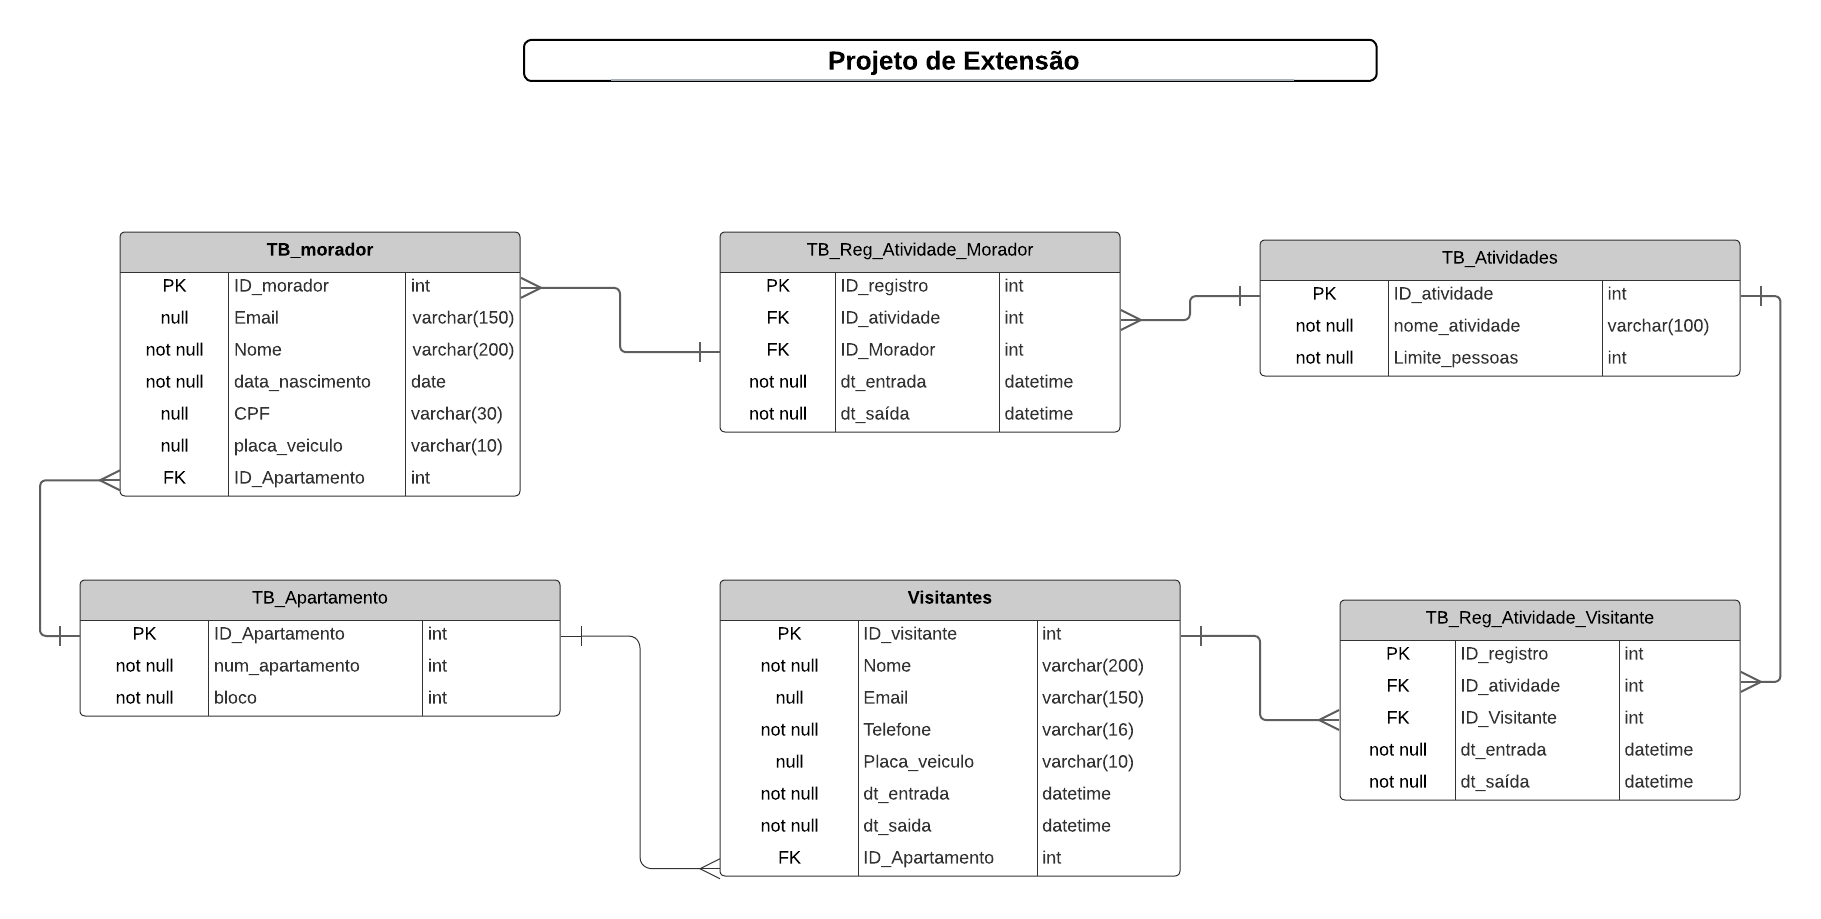 Projeto de Extensão
TB_morador
PK ID_morador int
null Email varchar(150)
not null Nome varchar(200)
not null data_nascimento date
null CPF varchar(30)
null placa_veiculo varchar(10)
FK ID_Apartamento int
TB_Reg_Atividade_Morador
PK ID_registro int
FK ID_atividade int
FK ID_Morador int
not null dt_entrada datetime
not null dt_saída datetime
TB_Atividades
PK ID_atividade int
not null nome_atividade varchar(100)
not null Limite_pessoas int
TB_Apartamento
PK ID_Apartamento int
not null num_apartamento int
not null bloco int
Visitantes
PK ID_visitante int
not null Nome varchar(200)
null Email varchar(150)
not null Telefone varchar(16)
null Placa_veiculo varchar(10)
not null dt_entrada datetime
not null dt_saida datetime
FK ID_Apartamento int
TB_Reg_Atividade_Visitante
PK ID_registro int
FK ID_atividade int
FK ID_Visitante int
not null dt_entrada datetime
not null dt_saída datetime